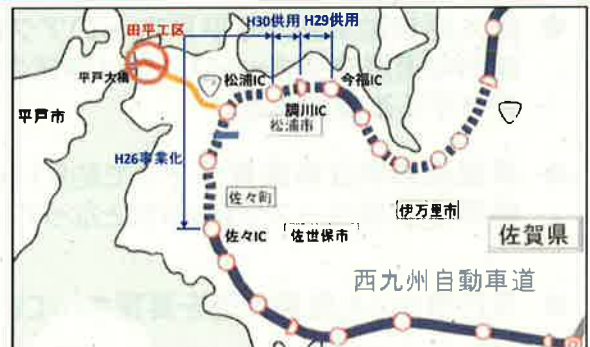 H30供用
H29供用
田平工区
平戸大橋
松浦IC
今福IC
平戸市
調川IC
松浦市
H26事業化
佐々町
伊万里市
佐々IC
佐世保市
佐賀県
西九州自動車道